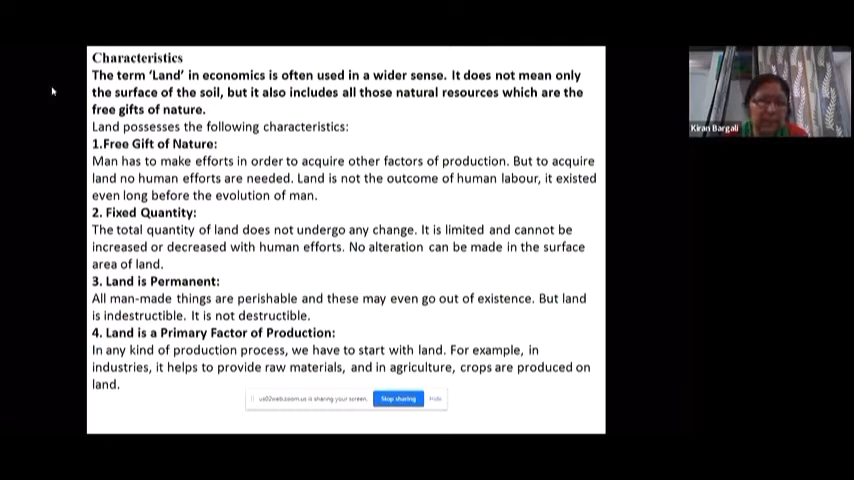 Characteristics
The term ‘Land’ in economics is often used in a wider sense. It does not mean only
the surface of the soil, but it also includes all those natural resources which are the
free gifts of nature.
Land possesses the following characteristics:
1.Free Gift of Nature:
Man has to make efforts in order to acquire other factors of production. But to acquire
land no human efforts are needed. Land is not the outcome of human labour, it existed
even long before the evolution of man.
2. Fixed Quantity:
The total quantity of land does not undergo any change. It is limited and cannot be
increased or decreased with human efforts. No alteration can be made in the surface
area of land.
3. Land is Permanent:
All man-made things are perishable and these may even go out of existence. But land
is indestructible. It is not destructible.
4. Land is a Primary Factor of Production:
In any kind of production process, we have to start with land. For example, in
industries, it helps to provide raw materials, and in agriculture, crops are produced on
land.
us02web.zoom.us is sharing your screen. Stop sharing Hide
Kiran Bargali